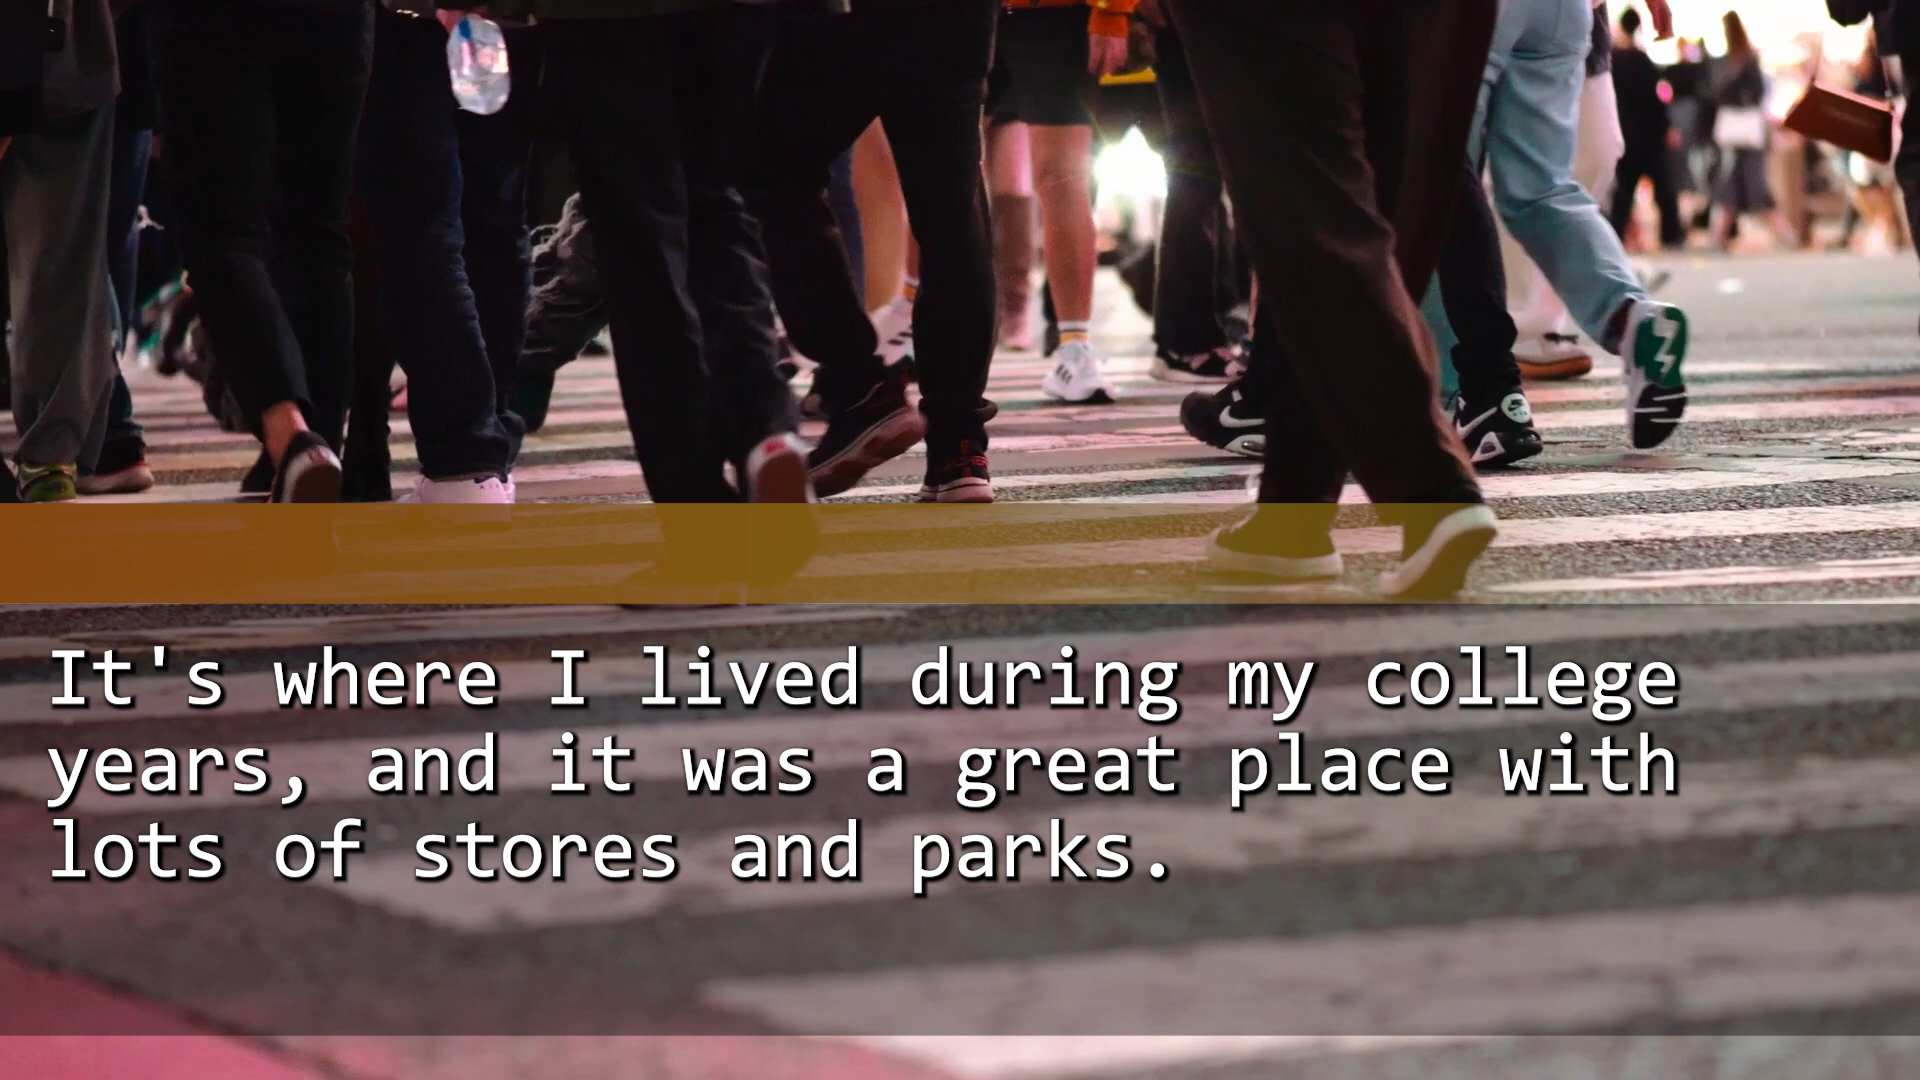 It's where I lived during my college
years, and it was a great place with
lots of stores and parks.